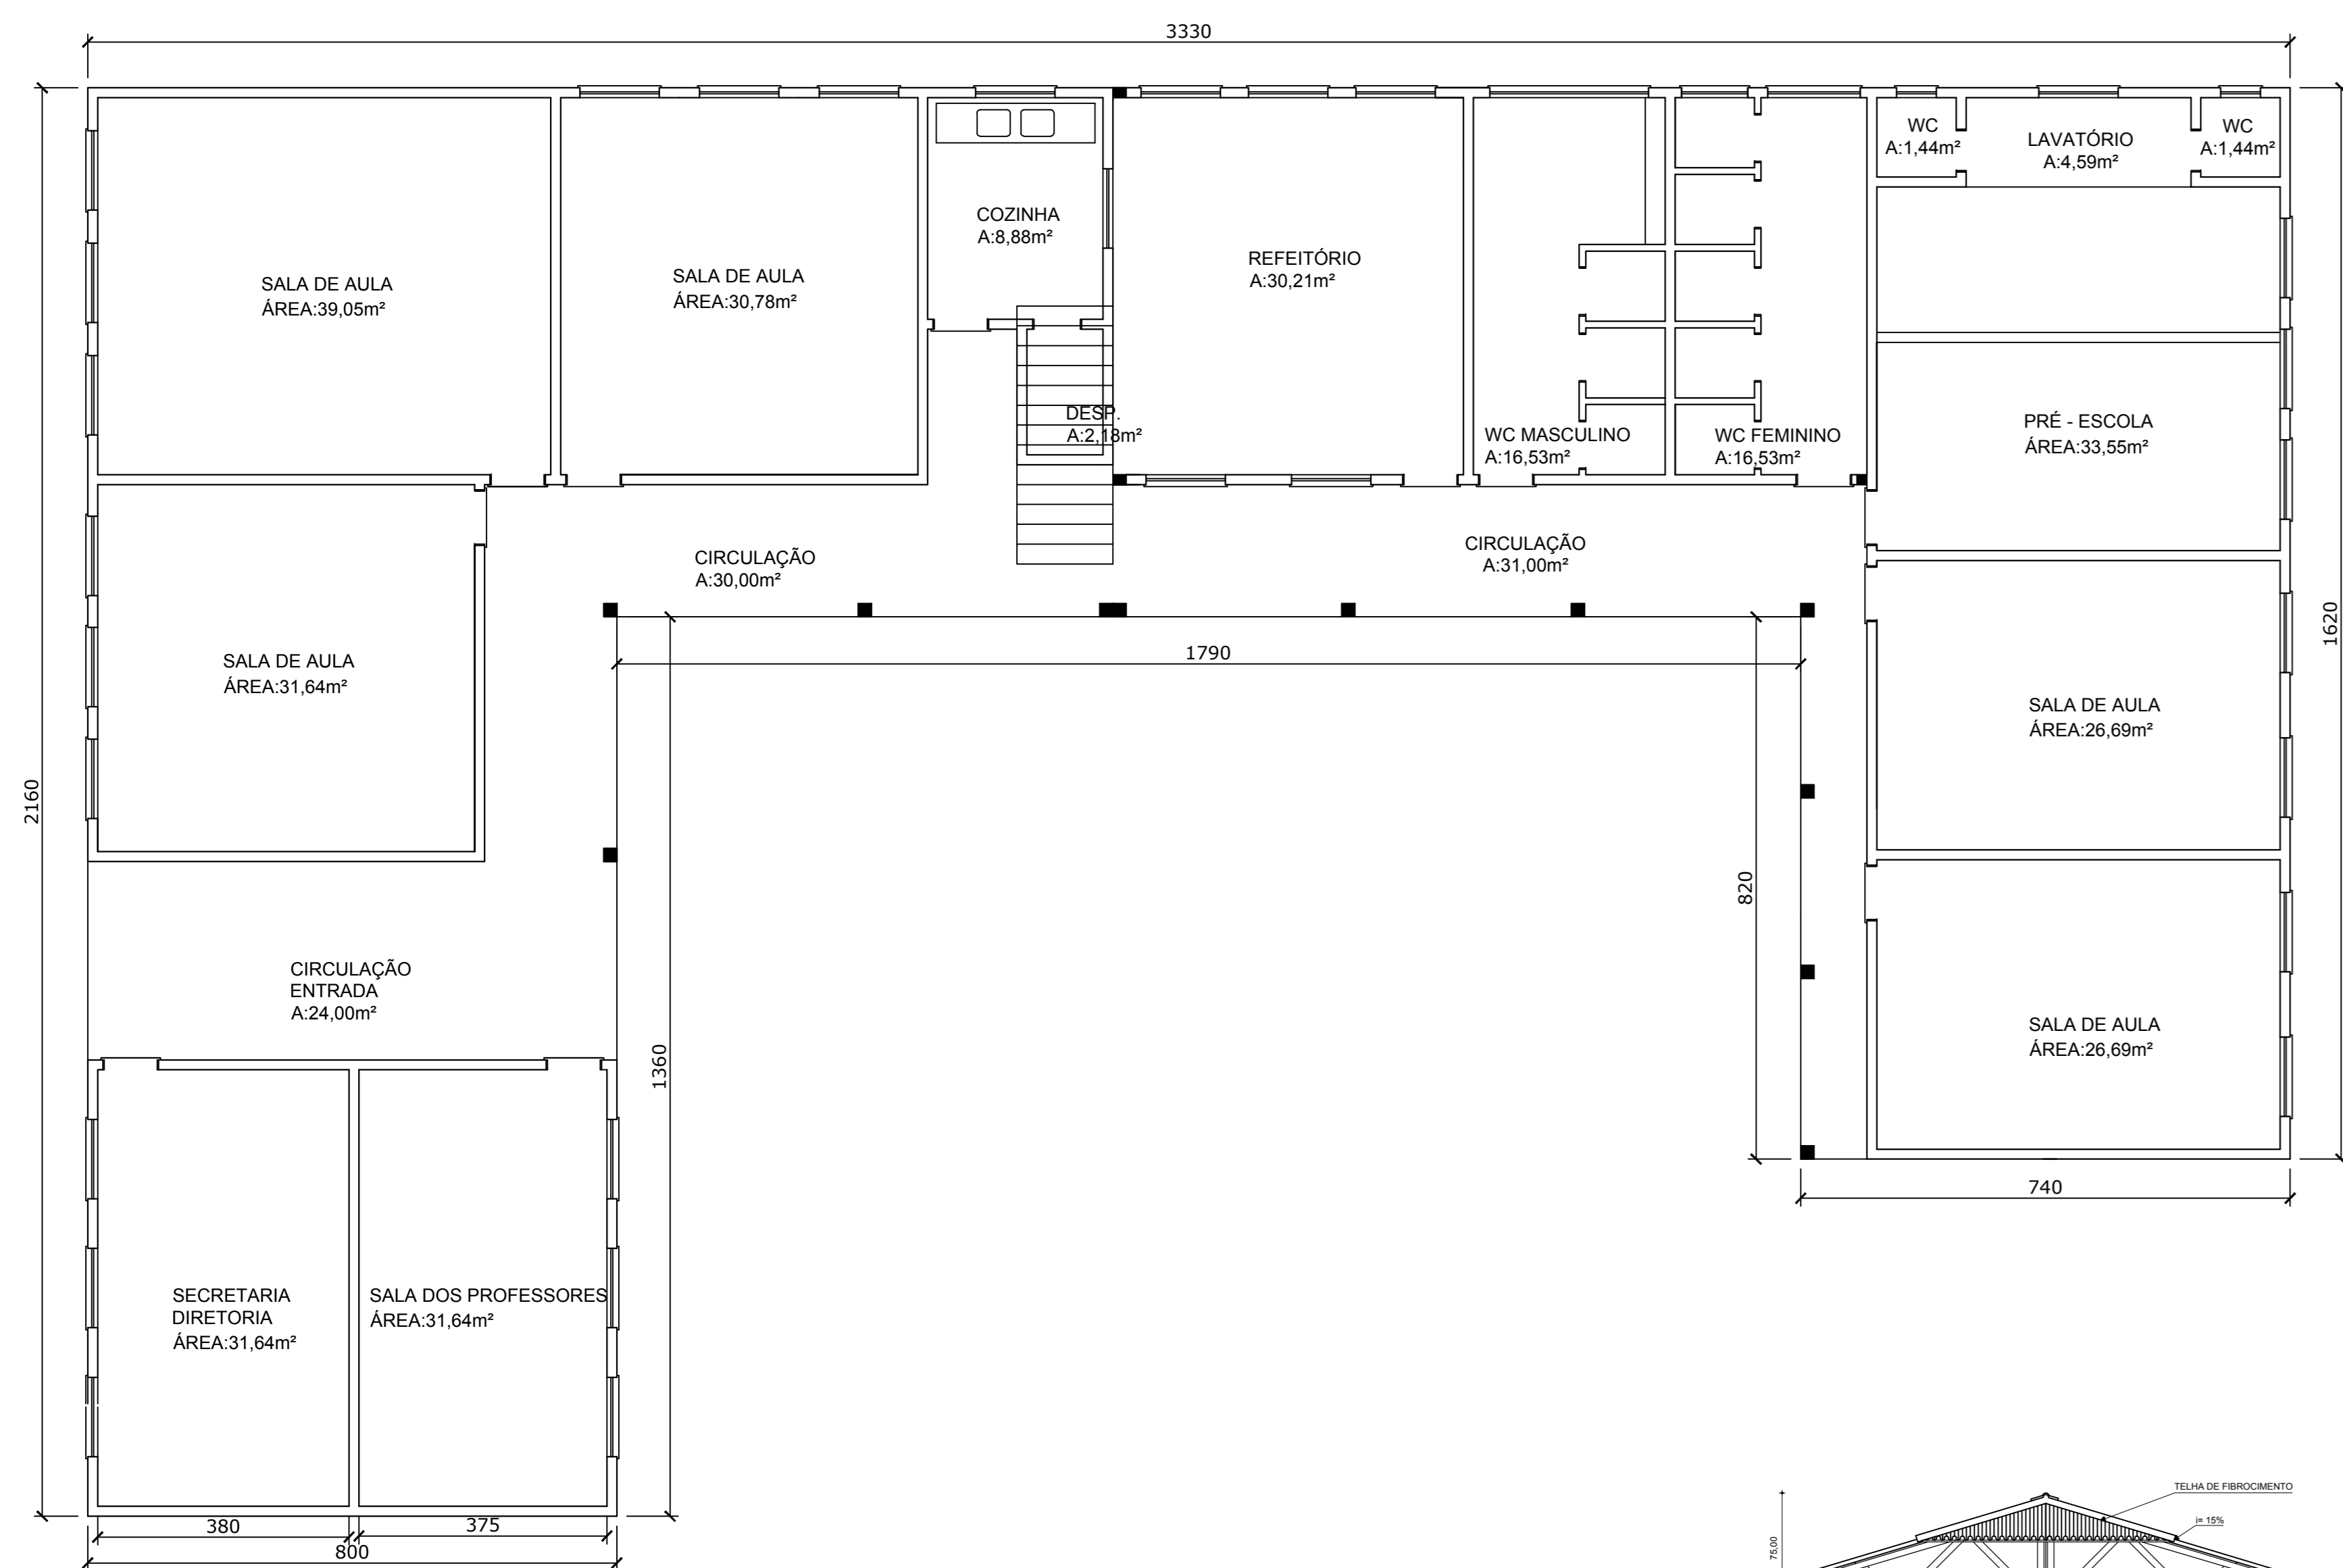 3330
WC
A:1,44m²
LAVATÓRIO
A:4,59m²
WC
A:1,44m²
COZINHA
A:8,88m²
SALA DE AULA
ÁREA:39,05m²
SALA DE AULA
ÁREA:30,78m²
REFEITÓRIO
A:30,21m²
DESP.
A:2,18m²
WC MASCULINO
A:16,53m²
WC FEMININO
A:16,53m²
PRÉ - ESCOLA
ÁREA:33,55m²
CIRCULAÇÃO
A:30,00m²
CIRCULAÇÃO
A:31,00m²
1620
1790
SALA DE AULA
ÁREA:31,64m²
SALA DE AULA
ÁREA:26,69m²
2160
820
CIRCULAÇÃO
ENTRADA
A:24,00m²
1360
SALA DE AULA
ÁREA:26,69m²
740
SECRETARIA
DIRETORIA
ÁREA:31,64m²
SALA DOS PROFESSORES
ÁREA:31,64m²
380
375
800
TELHA DE FIBROCIMENTO
i= 15%
75,00